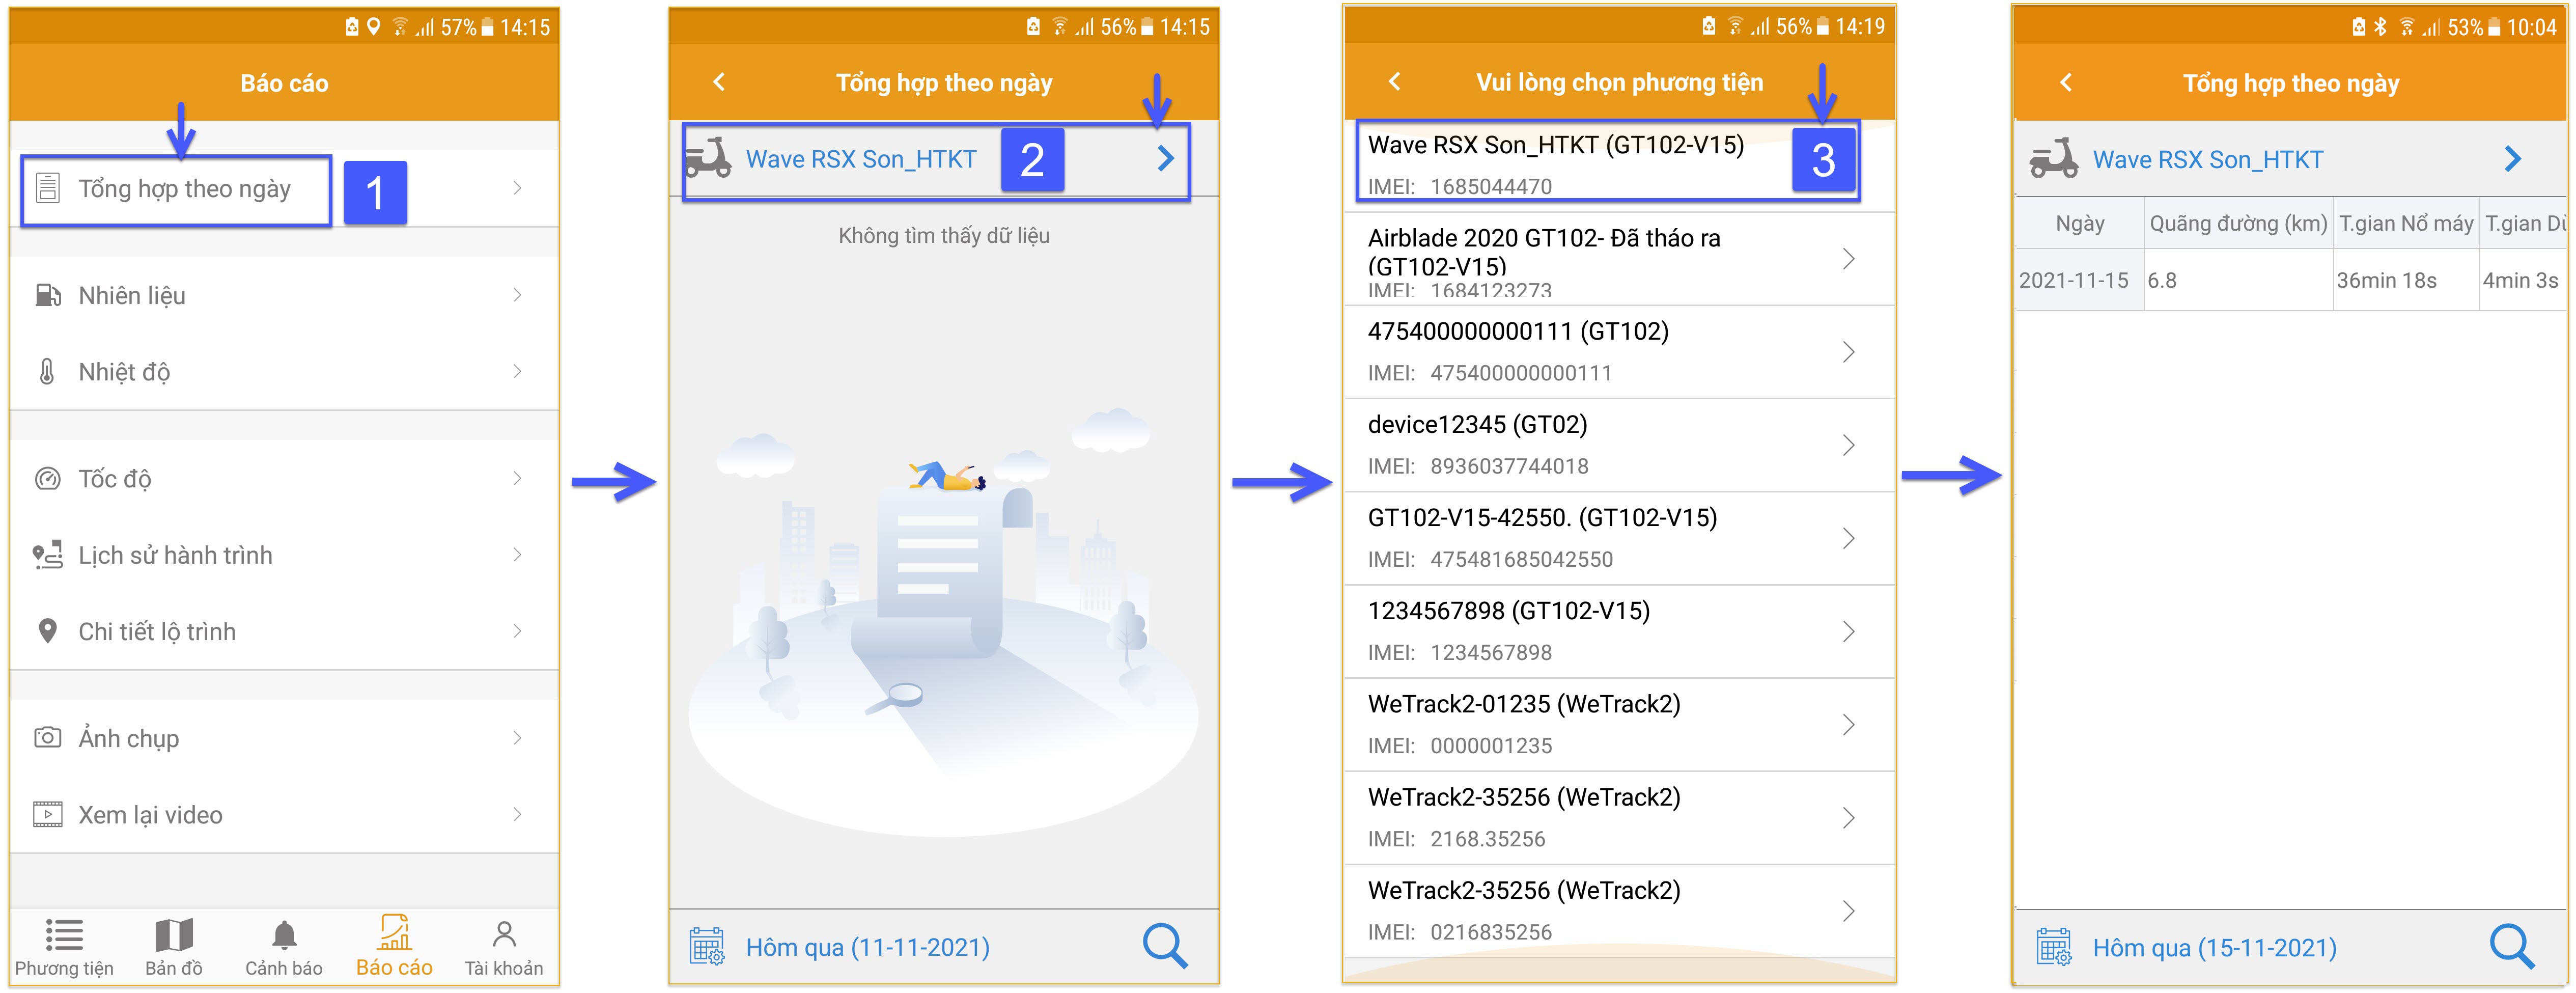 57% 14:15
Báo cáo
Tổng hợp theo ngày
1
Nhiên liệu
Nhiệt độ
Tốc độ
Lịch sử hành trình
Chi tiết lộ trình
Ảnh chụp
Xem lại video
Phương tiện Bản đồ Cảnh báo Báo cáo Tài khoản
56% 14:15
Tổng hợp theo ngày
Wave RSX Son_HTKT 2
Không tìm thấy dữ liệu
Hôm qua (11-11-2021)
56% 14:19
Vui lòng chọn phương tiện
Wave RSX Son_HTKT (GT102-V15)
3
IMEI: 1685044470
Airblade 2020 GT102- Đã tháo ra
(GT102-V15)
IMEI: 1684123273
475400000000111 (GT102)
IMEI: 475400000000111
device12345 (GT02)
IMEI: 8936037744018
GT102-V15-42550. (GT102-V15)
IMEI: 475481685042550
1234567898 (GT102-V15)
IMEI: 1234567898
WeTrack2-01235 (WeTrack2)
IMEI: 0000001235
WeTrack2-35256 (WeTrack2)
IMEI: 2168.35256
WeTrack2-35256 (WeTrack2)
IMEI: 0216835256
53% 10:04
Tổng hợp theo ngày
Wave RSX Son_HTKT
Ngày Quãng đường (km) T.gian Nổ máy T.gian
2021-11-15 6.8 36min 18s 4min 3s
Hôm qua (15-11-2021)